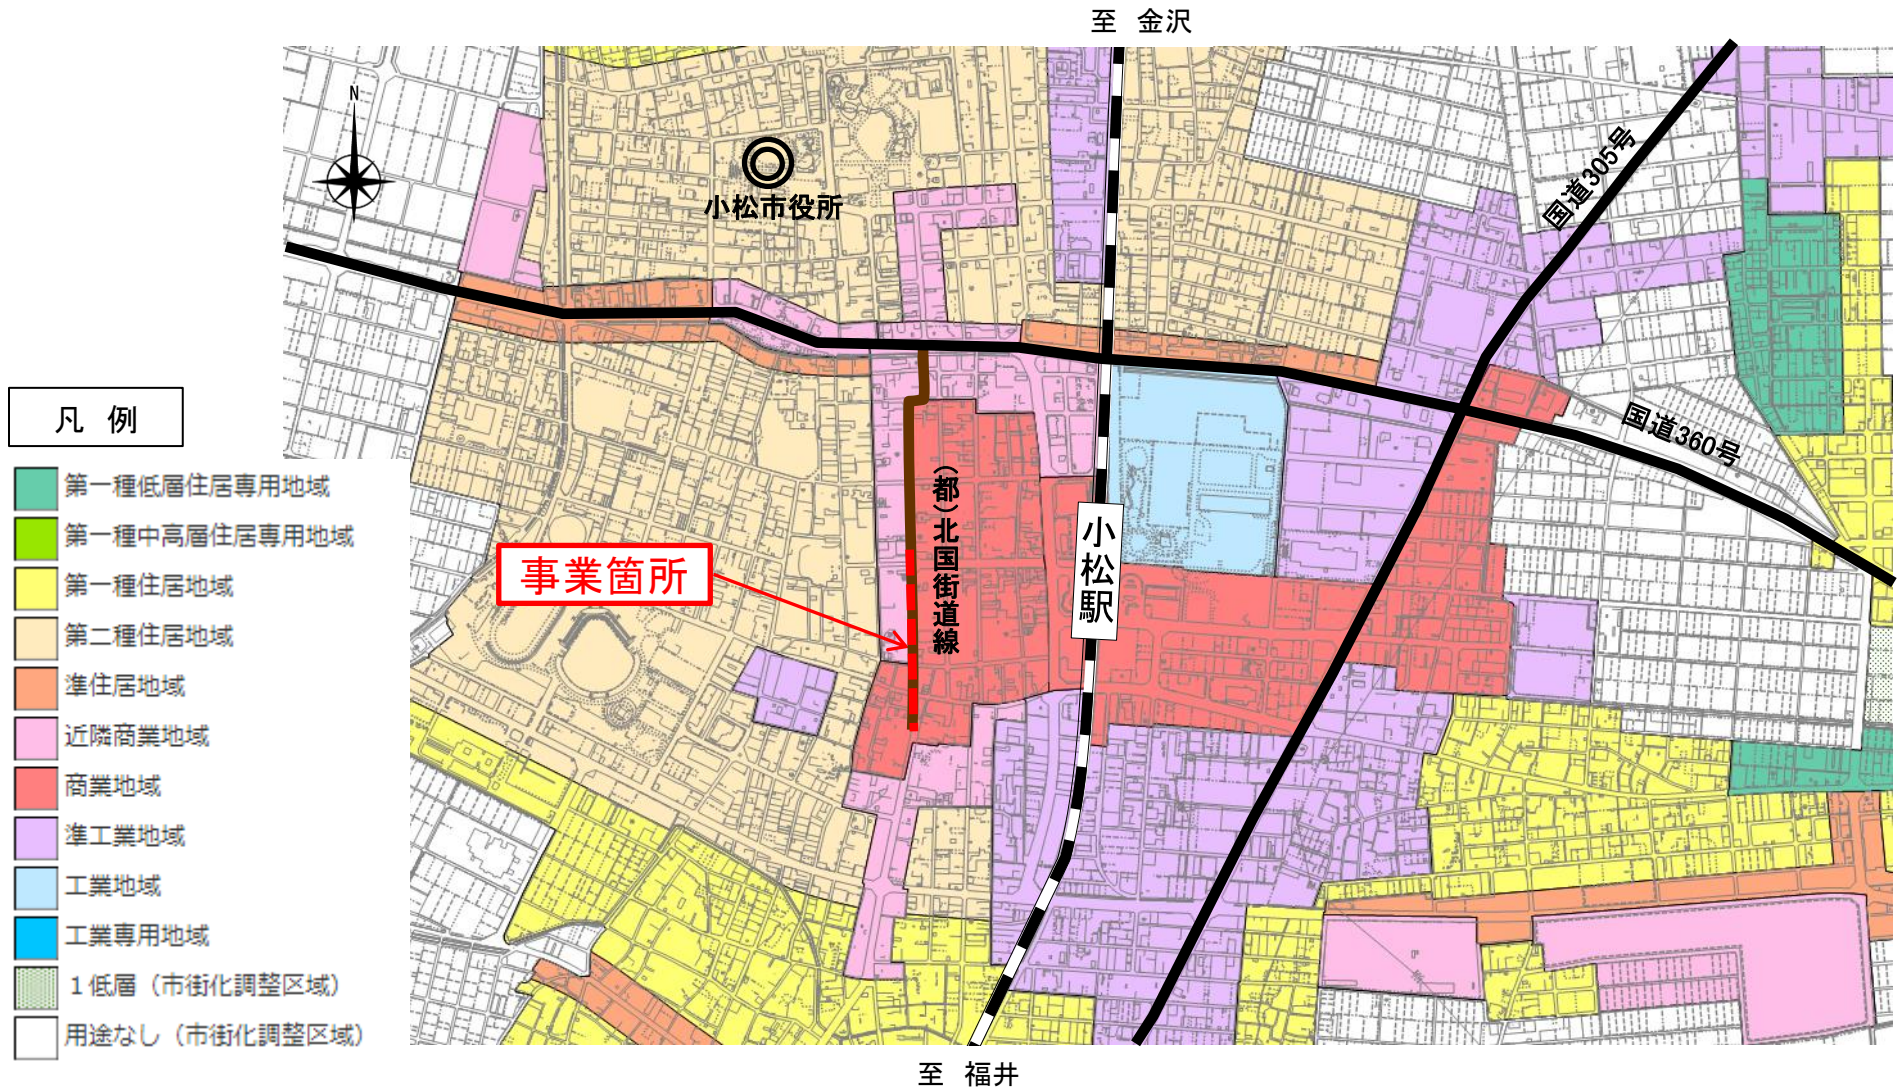 至 金沢
N
小松市役所
国道305号
国道360号
凡 例
第一種低層住居専用地域
第一種中高層住居専用地域
第一種住居地域
第二種住居地域
準住居地域
近隣商業地域
商業地域
準工業地域
工業地域
工業専用地域
1低層（市街化調整区域）
用途なし（市街化調整区域）
事業箇所
（都）北国街道線
小松駅
至 福井